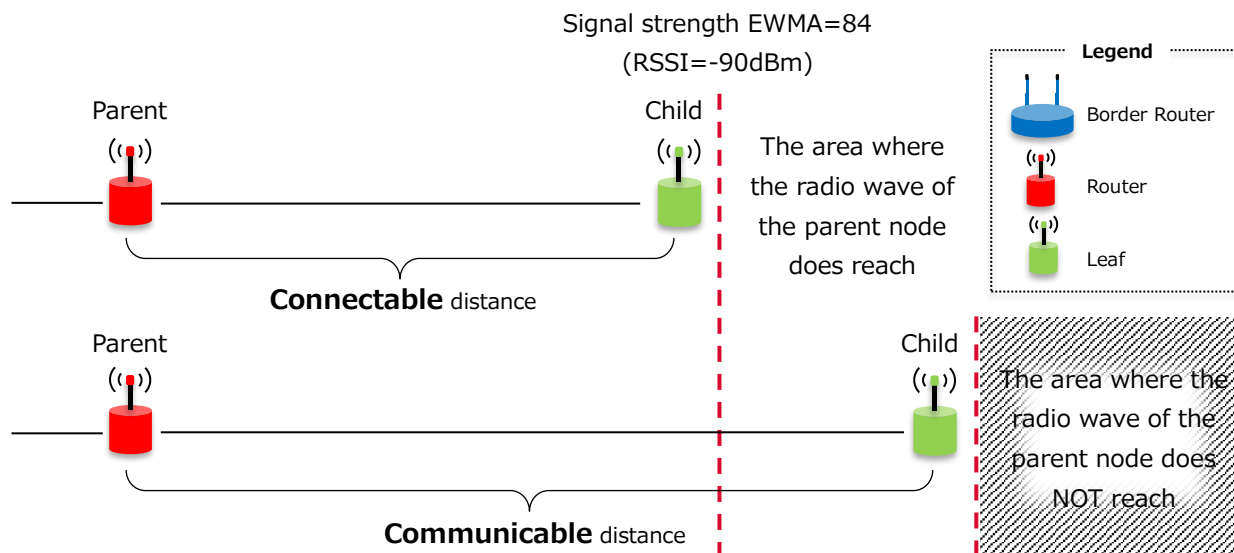 Signal strength EWMA=84
(RSSI=-90dBm)
Legend
Border Router
Router
Leaf
Parent
Child
The area where
the radio wave of
the parent node
does reach
Connectable distance
Parent
Child
The area where the
radio wave of the
parent node does
NOT reach
Communicable distance